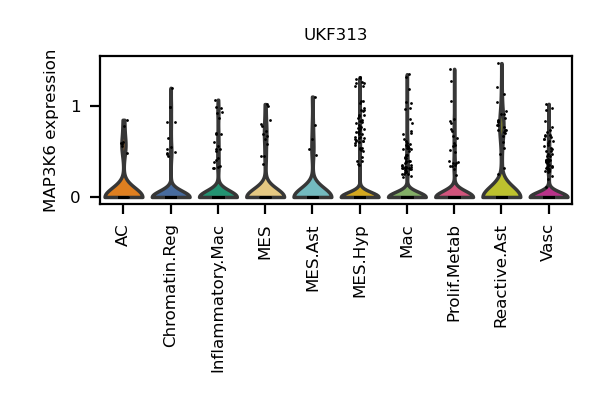 UKF313
MAP3K6 expression
1
0
AC
Chromatin.Reg
Inflammatory.Mac
MES
MES.Ast
MES.Hyp
Mac
Prolif.Metab
Reactive.Ast
Vasc